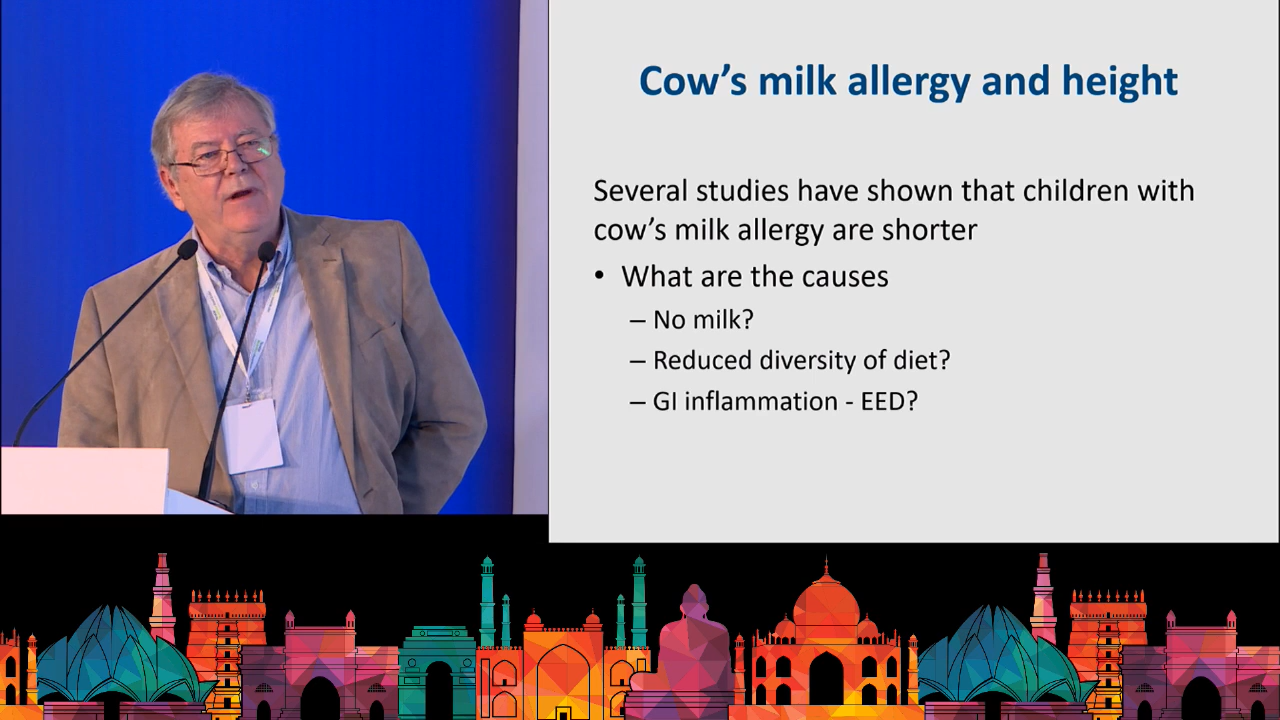 Cow’s milk allergy and height
Several studies have shown that children with
cow’s milk allergy are shorter
• What are the causes
– No milk?
– Reduced diversity of diet?
– GI inflammation - EED?